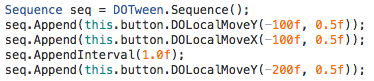 Sequence seq = DOTween.Sequence();
seq.Append(this.button.DOLocalMoveY(-100f, 0.5f));
seq.Append(this.button.DOLocalMoveX(-100f, 0.5f));
seq.AppendInterval(1.0f);
seq.Append(this.button.DOLocalMoveY(-200f, 0.5f));